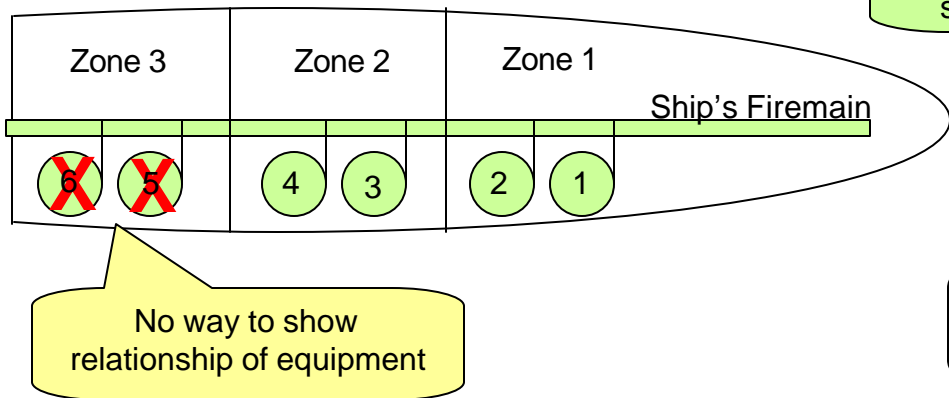 Zone 3
Zone 2
Zone 1
Ship's Firemain
6
5
4
3
2
1
No way to show
relationship of equipment